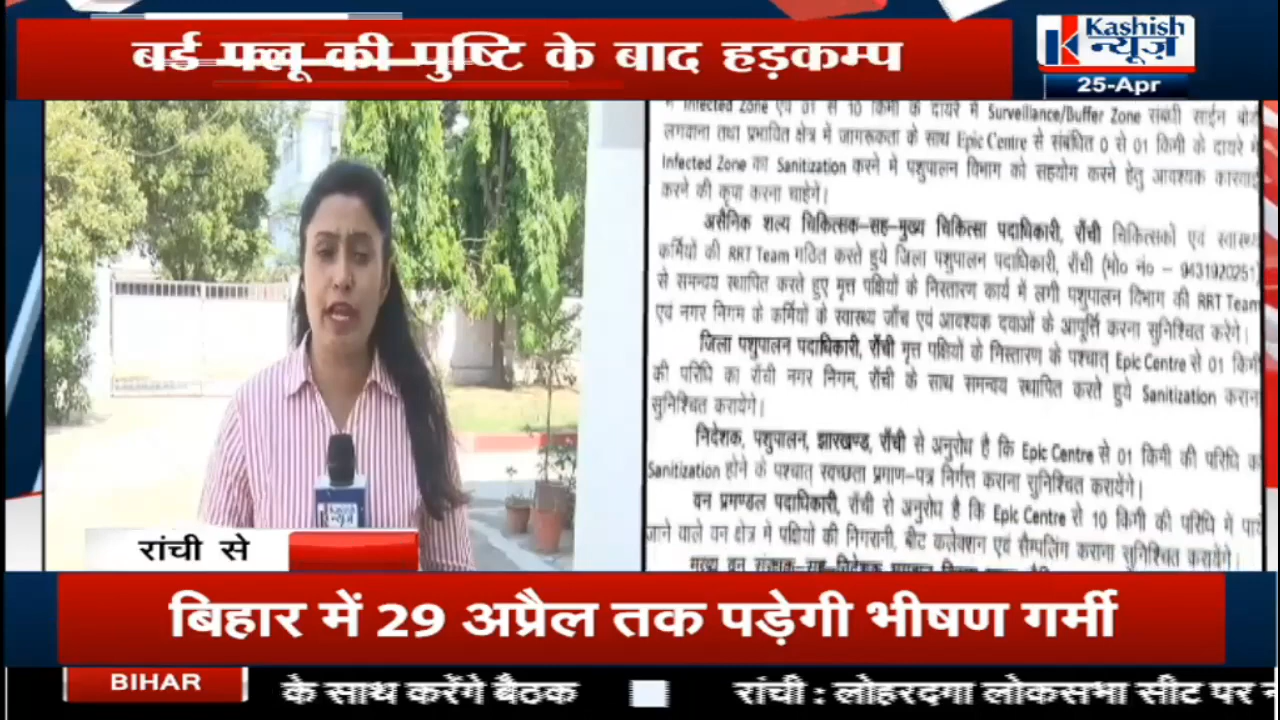 बर्ड फ्लू की पुष्टि के बाद हड़कम्प
Kashish
न्यूज़
25-Apr
में Infected Zone एवं 01 से 10 किमी के दायरे में Surveillance/Buffer Zone संबंधी साईन बोर्ड
लगवाना तथा प्रभावित क्षेत्र में जागरूकता के साथ Epic Centre से संबंधित 0 से 01 किमी के दायरे में
Infected Zone का Sanitization करने में पशुपालन विभाग को सहयोग करने हेतु आवश्यक कारवाई
करने की कृपा करना चाहेगें।
असैनिक शल्य चिकित्सक-सह-मुख्य चिकित्सा पदाधिकारी, राँची चिकित्सको एवं स्वास्थ्य
कर्मियो की RRT Team गठित करते हुये जिला पशुपालन पदाधिकारी, राँची (मो० नं० - 9431920251)
से समन्वय स्थापित करते हुए मृत्त पक्षियों के निस्तारण कार्य में लगी पशुपालन विभाग की RRT Team
एवं नगर निगम के कर्मियों के स्वास्थ्य जाँच एवं आवश्यक दवाओं के आपूर्त्ति करना सुनिश्चित करेंगे।
जिला पशुपालन पदाधिकारी, राँची मृत्त पक्षियों के निस्तारण के पश्चात् Epic Centre से 01 किमी
की परिधि का राँची नगर निगम, राँची के साथ समन्वय स्थापित करते हुये Sanitization कराना
सुनिश्चित करायेगे।
निदेशक, पशुपालन, झारखण्ड, राँची से अनुरोध है कि Epic Centre से 01 किमी की परिधि का
Sanitization होने के पश्चात् स्वच्छता प्रमाण-पत्र निर्गत्त कराना सुनिश्चित करायेगे।
वन प्रमण्डल पदाधिकारी, राँची से अनुरोध है कि Epic Centre से 10 किमी की परिधि में पाये
जाने वाले वन क्षेत्र मे पक्षियों की निगरानी, बीट कलेक्शन एवं सैम्पलिंग कराना सुनिश्चित करायेगे।
Kashish
न्यूज़
रांची से
बिहार में 29 अप्रैल तक पड़ेगी भीषण गर्मी
BIHAR
के साथ करेंगे बैठक
रांची : लोहरदगा लोकसभा सीट पर